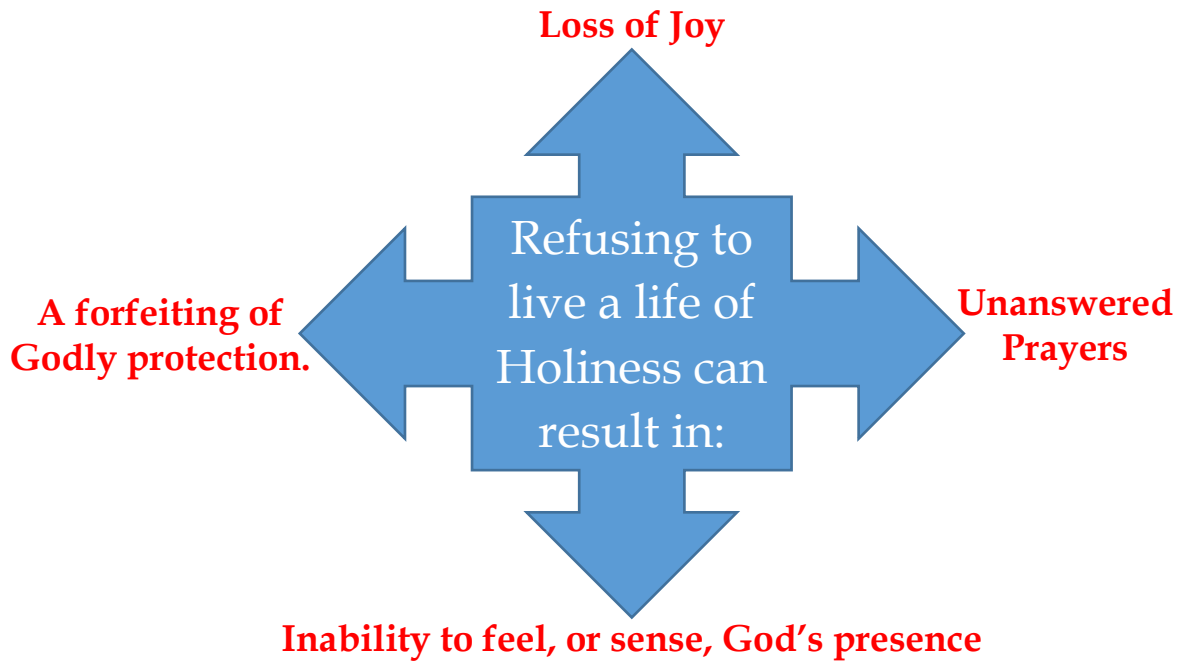 Loss of Joy
Refusing to
live a life of
Holiness can
result in:
A forfeiting of
Godly protection.
Unanswered
Prayers
Inability to feel, or sense, God’s presence